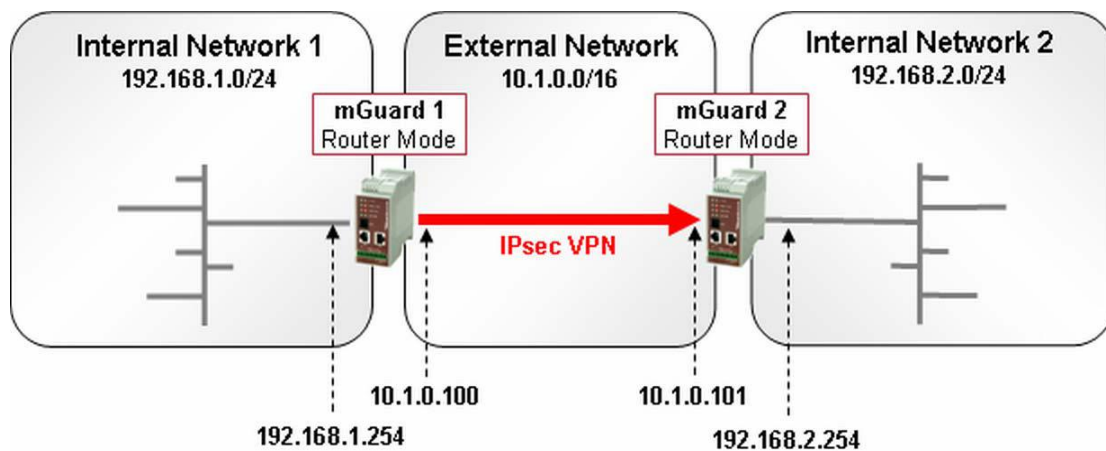 Internal Network 1
192.168.1.0/24
External Network
10.1.0.0/16
Internal Network 2
192.168.2.0/24
mGuard 1
Router Mode
mGuard 2
Router Mode
IPsec VPN
10.1.0.100
10.1.0.101
192.168.1.254
192.168.2.254